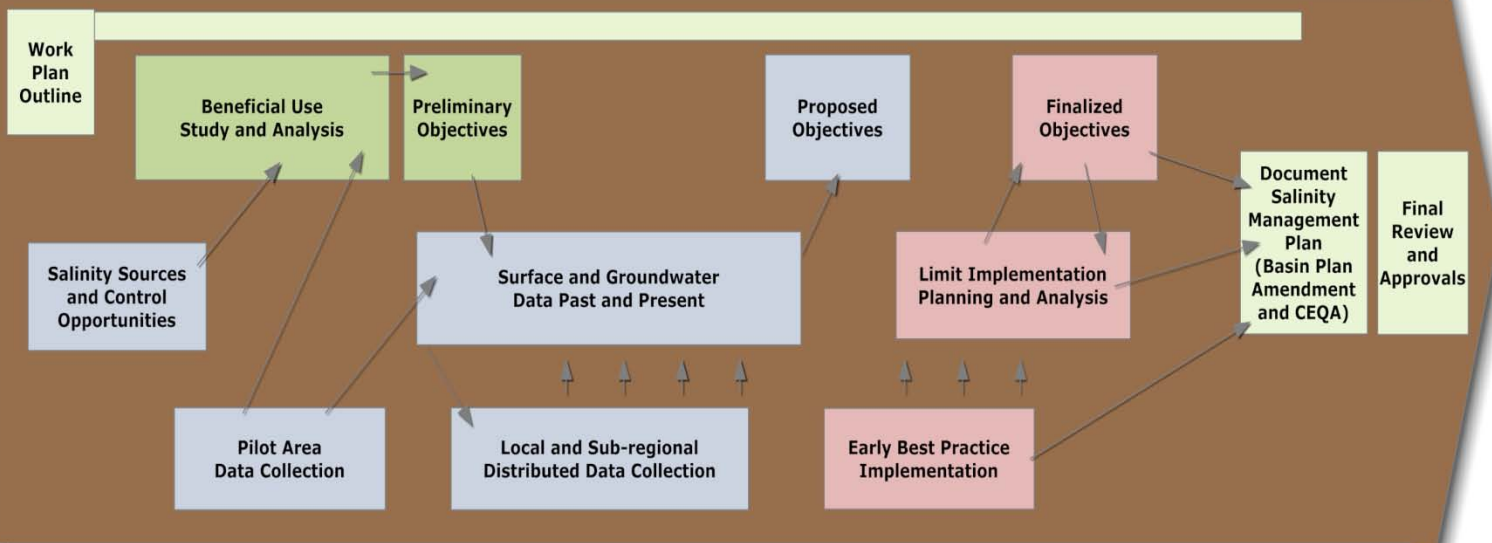 Work
Plan
Outline
Beneficial Use
Study and Analysis
Preliminary
Objectives
Proposed
Objectives
Finalized
Objectives
Document
Salinity
Management
Plan
(Basin Plan
Amendment
and CEQA)
Final
Review
and
Approvals
Salinity Sources
and Control
Opportunities
Surface and Groundwater
Data Past and Present
Limit Implementation
Planning and Analysis
Pilot Area
Data Collection
Local and Sub-regional
Distributed Data Collection
Early Best Practice
Implementation